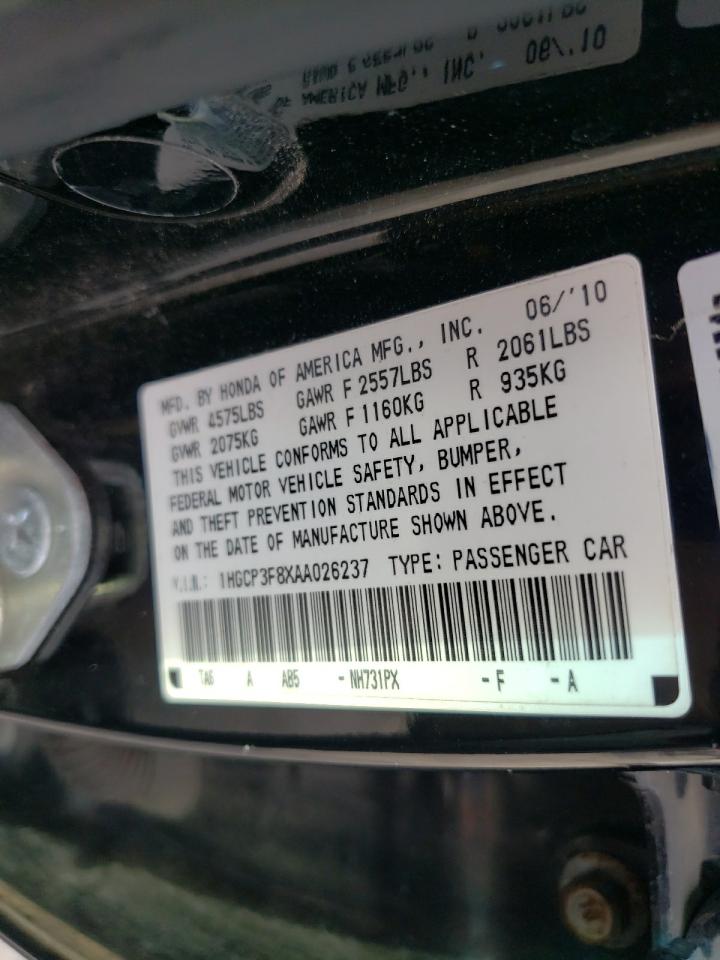 MFD. BY HONDA OF AMERICA MFG., INC. 06/'10
GVWR 4575LBS GAWR F 2557LBS R 2061LBS
GVWR 2075KG GAWR F 1160KG R 935KG
THIS VEHICLE CONFORMS TO ALL APPLICABLE
FEDERAL MOTOR VEHICLE SAFETY, BUMPER,
AND THEFT PREVENTION STANDARDS IN EFFECT
ON THE DATE OF MANUFACTURE SHOWN ABOVE.
V.I.N.: 1HGCP3F8XAA026237 TYPE: PASSENGER CAR
TA6 A AB5 -NH731PX -F -A